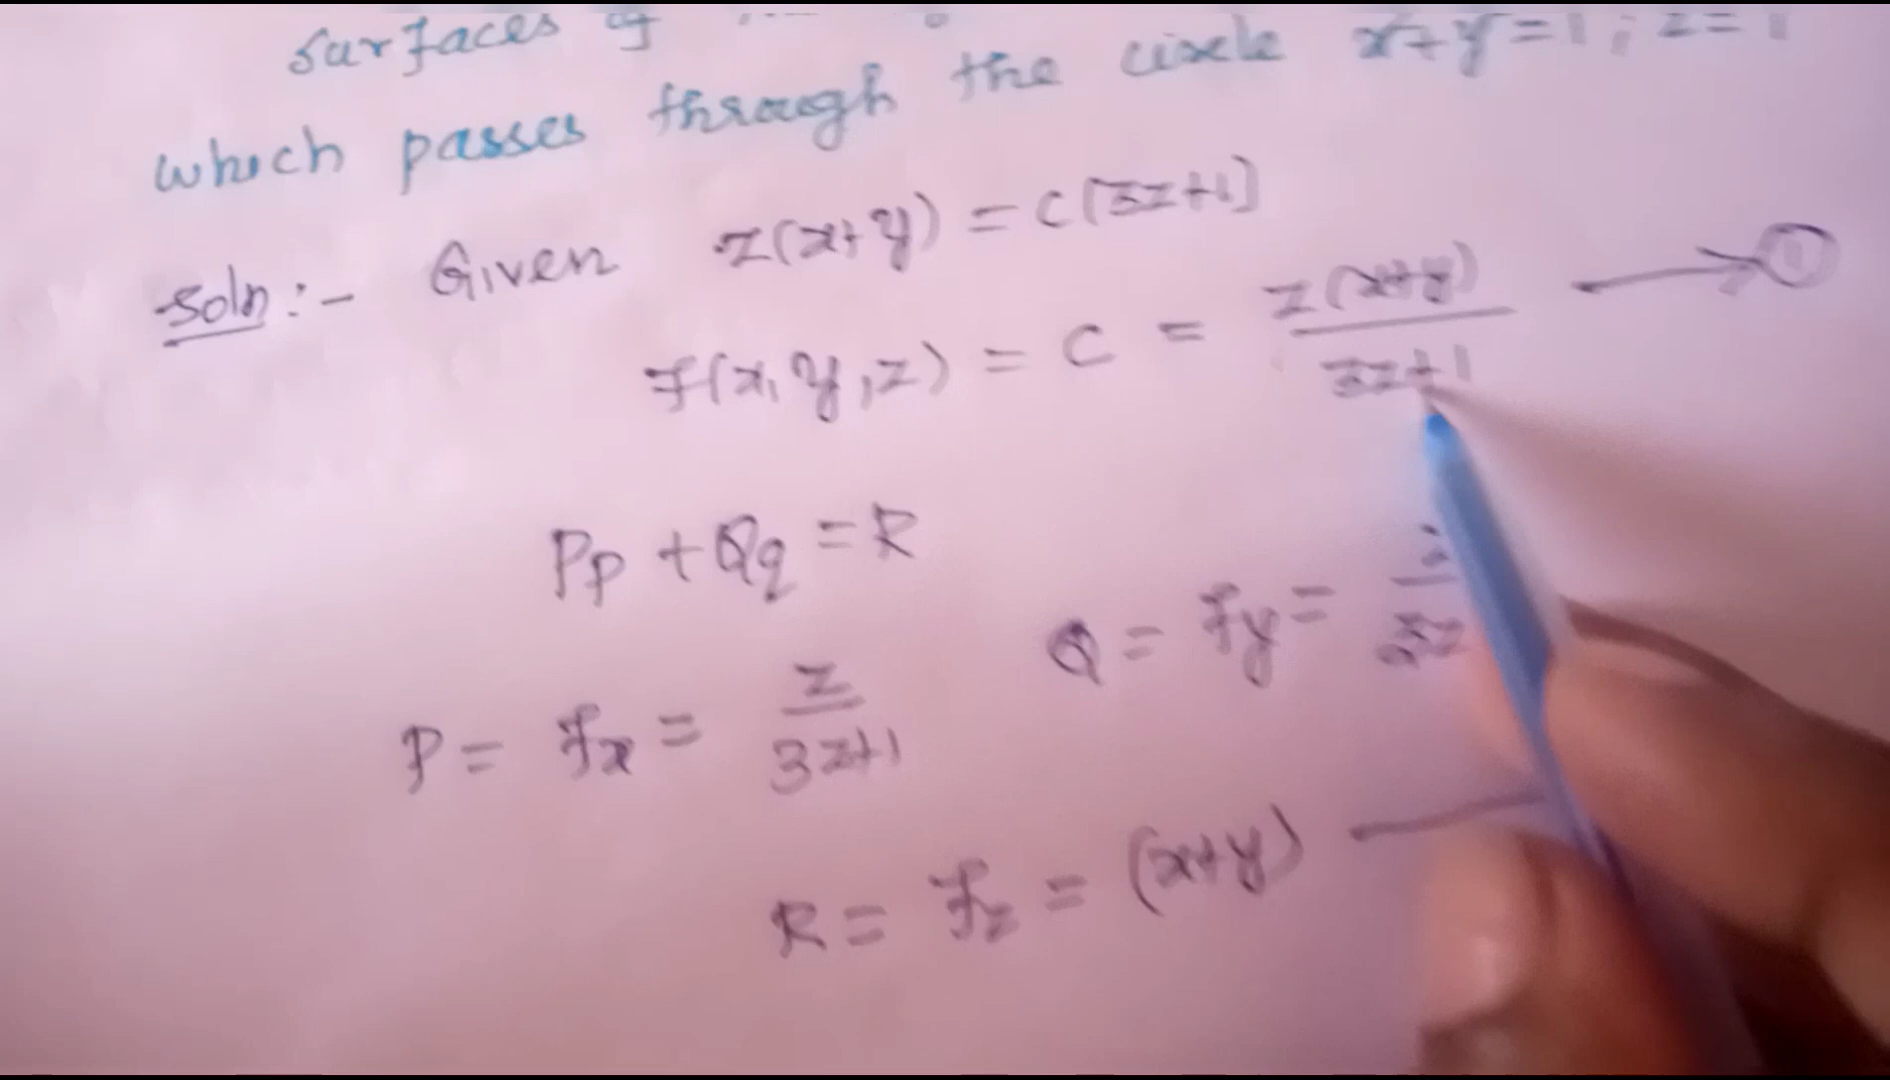 surfaces of
which passes through the circle x+y=1; z=1
Soln:- Given z(x+y) = c(3z+1]
F(x, y, z) = c = z(x+y)/3z+1 → ①
Pp + Qq = R
P = fx = z/3z+1 Q = fy =
R = fz = (x+y)